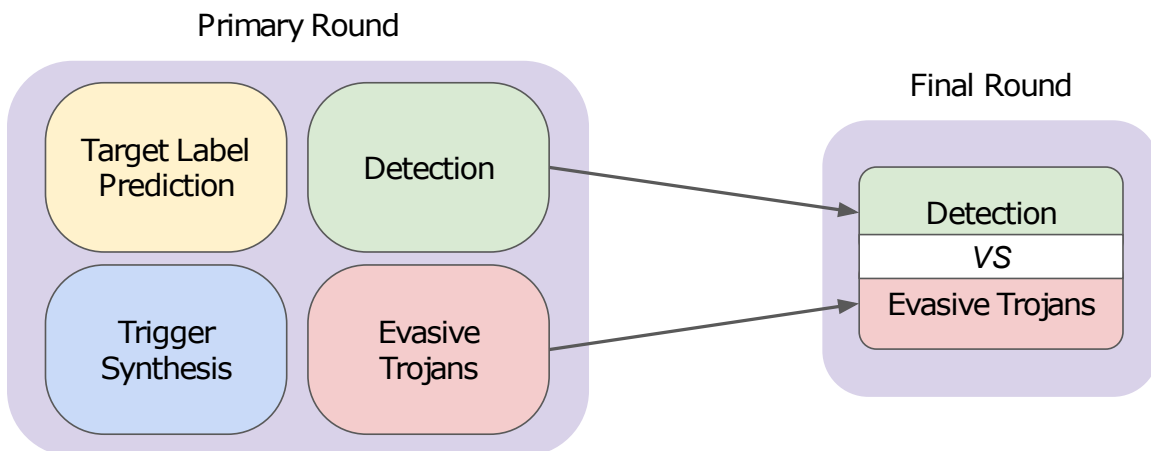 Primary Round
Target Label
Prediction
Detection
Trigger
Synthesis
Evasive
Trojans
Final Round
Detection
VS
Evasive Trojans